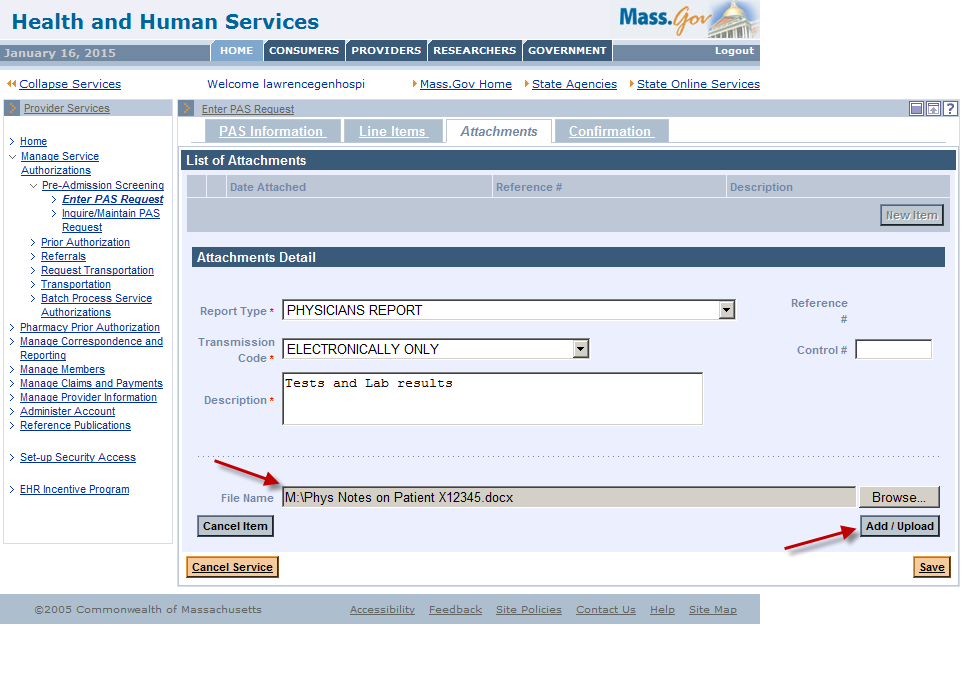 Health and Human Services
Mass.Gov
January 16, 2015
HOME CONSUMERS PROVIDERS RESEARCHERS GOVERNMENT
Logout
Collapse Services
Welcome lawrencegenhospi
Mass.Gov Home State Agencies State Online Services
Provider Services
Home
Manage Service
Authorizations
Pre-Admission Screening
Enter PAS Request
Inquire/Maintain PAS
Request
Prior Authorization
Referrals
Request Transportation
Transportation
Batch Process Service
Authorizations
Pharmacy Prior Authorization
Manage Correspondence and
Reporting
Manage Members
Manage Claims and Payments
Manage Provider Information
Administer Account
Reference Publications
Set-up Security Access
EHR Incentive Program
Enter PAS Request
?
PAS Information Line Items Attachments Confirmation
List of Attachments
Date Attached Reference # Description
New Item
Attachments Detail
Report Type * PHYSICIANS REPORT
Reference
#
Transmission
Code * ELECTRONICALLY ONLY
Control #
Description * Tests and Lab results
File Name M:\Phys Notes on Patient X12345.docx Browse...
Cancel Item Add / Upload
Cancel Service Save
©2005 Commonwealth of Massachusetts
Accessibility Feedback Site Policies Contact Us Help Site Map